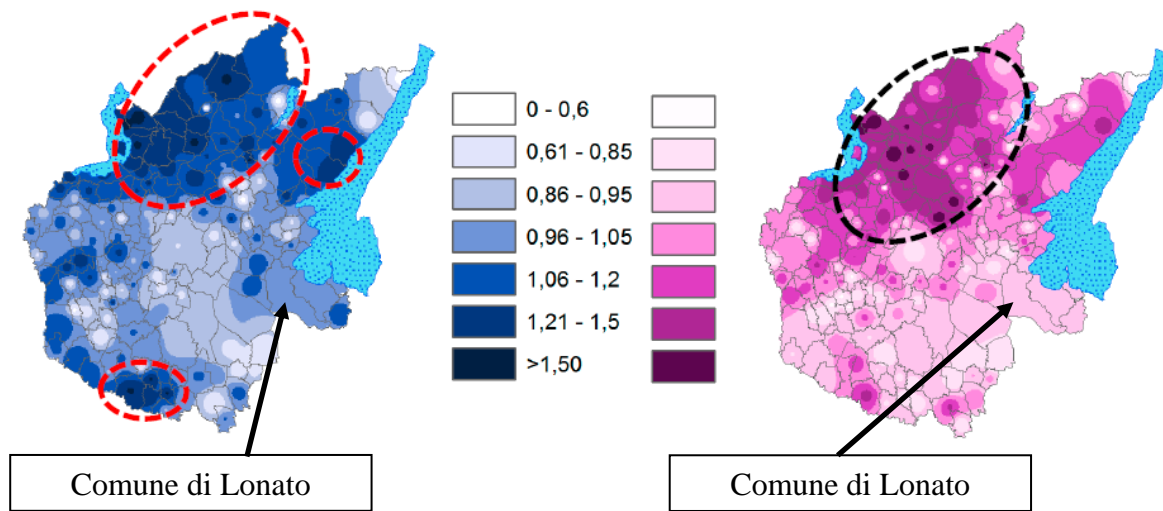 0 - 0,6
0,61 - 0,85
0,86 - 0,95
0,96 - 1,05
1,06 - 1,2
1,21 - 1,5
>1,50
Comune di Lonato
Comune di Lonato